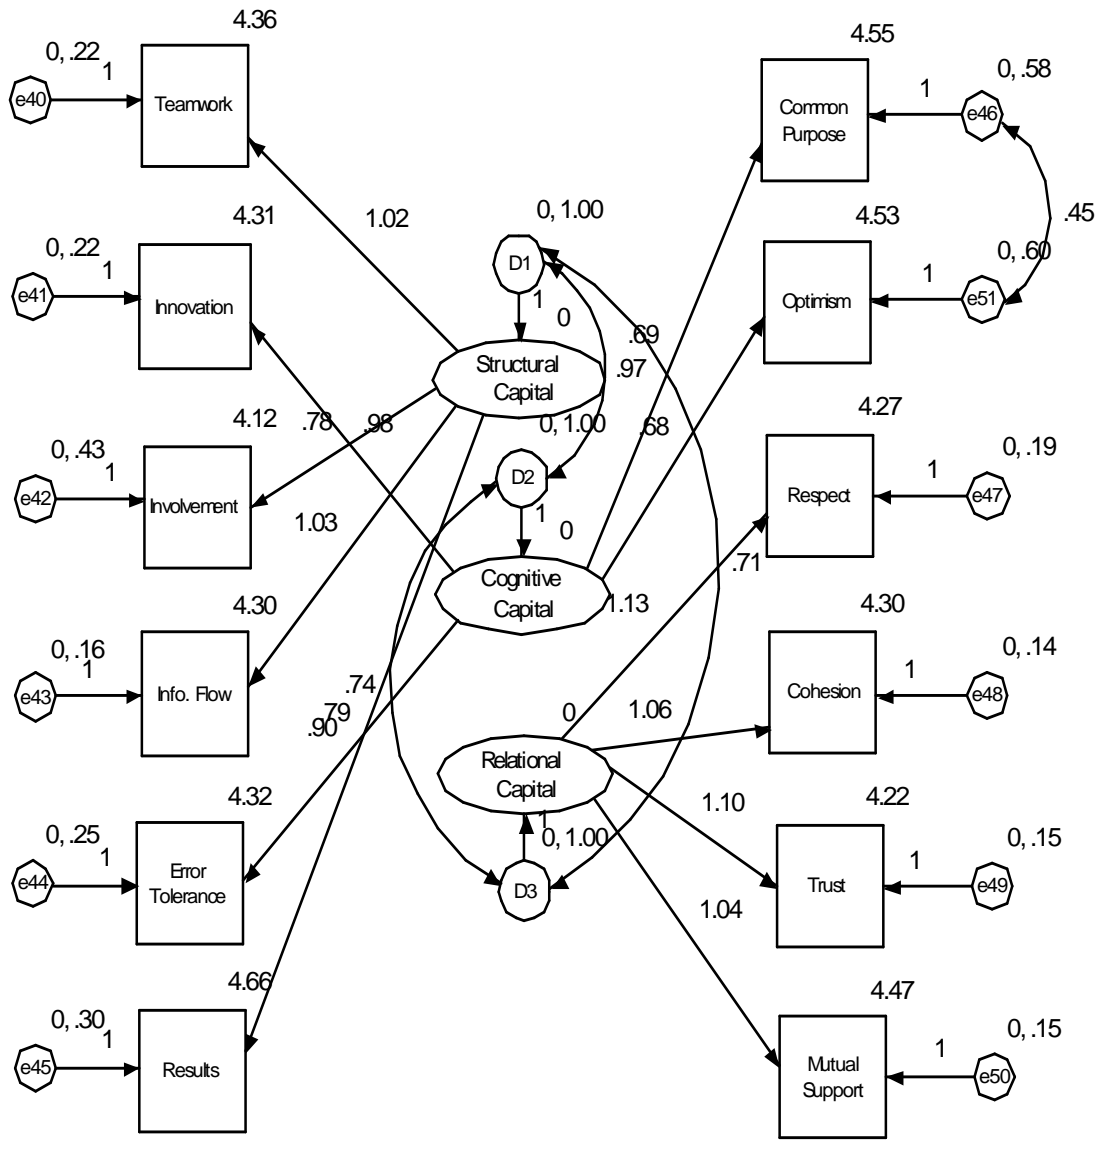 4.36
0, .22
1
e40
Teamwork
4.31
0, .22
1
e41
Innovation
4.12
0, .43
1
e42
Involvement
4.30
0, .16
1
e43
Info. Flow
4.32
0, .25
1
e44
Error
Tolerance
4.66
0, .30
1
e45
Results
1.02
.78
.98
1.03
.74
.79
.90
0, 1.00
D1
1
0
Structural
Capital
0, 1.00
D2
1
0
Cognitive
Capital
0
Relational
Capital
1
0, 1.00
D3
.69
.97
.68
.71
1.13
1.06
1.10
1.04
4.55
Common
Purpose
1
0, .58
e46
.45
4.53
Optimism
1
0, .60
e51
4.27
Respect
1
0, .19
e47
4.30
Cohesion
1
0, .14
e48
4.22
Trust
1
0, .15
e49
4.47
Mutual
Support
1
0, .15
e50